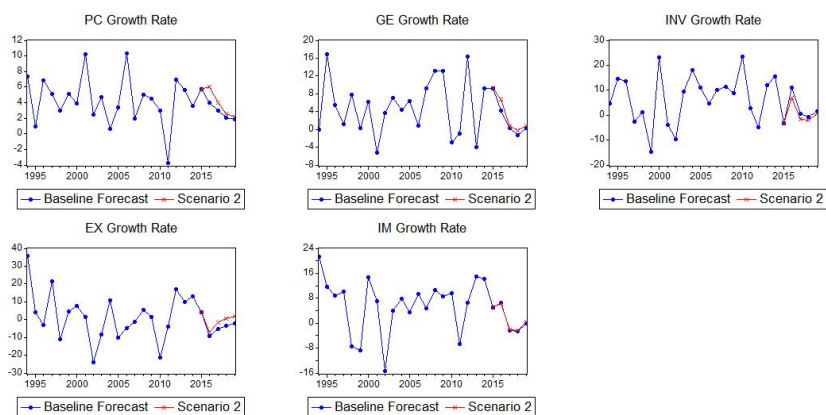 PC Growth Rate
12
10
8
6
4
2
0
-2
-4
1995 2000 2005 2010 2015
Baseline Forecast Scenario 2
GE Growth Rate
20
16
12
8
4
0
-4
-8
1995 2000 2005 2010 2015
Baseline Forecast Scenario 2
INV Growth Rate
30
20
10
0
-10
-20
1995 2000 2005 2010 2015
Baseline Forecast Scenario 2
EX Growth Rate
40
30
20
10
0
-10
-20
-30
1995 2000 2005 2010 2015
Baseline Forecast Scenario 2
IM Growth Rate
24
16
8
0
-8
-16
1995 2000 2005 2010 2015
Baseline Forecast Scenario 2